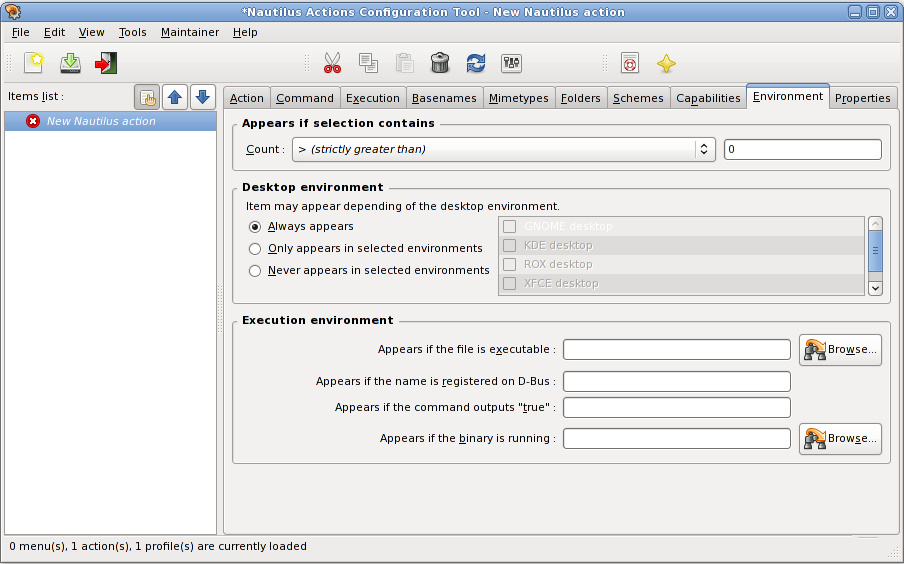 *Nautilus Actions Configuration Tool - New Nautilus action
File Edit View Tools Maintainer Help
Items list :
Action Command Execution Basenames Mimetypes Folders Schemes Capabilities Environment Properties
New Nautilus action
Appears if selection contains
Count : > (strictly greater than) 0
Desktop environment
Item may appear depending of the desktop environment.
Always appears
Only appears in selected environments
Never appears in selected environments
GNOME desktop
KDE desktop
ROX desktop
XFCE desktop
Execution environment
Appears if the file is executable : Browse...
Appears if the name is registered on D-Bus :
Appears if the command outputs "true" :
Appears if the binary is running : Browse...
0 menu(s), 1 action(s), 1 profile(s) are currently loaded